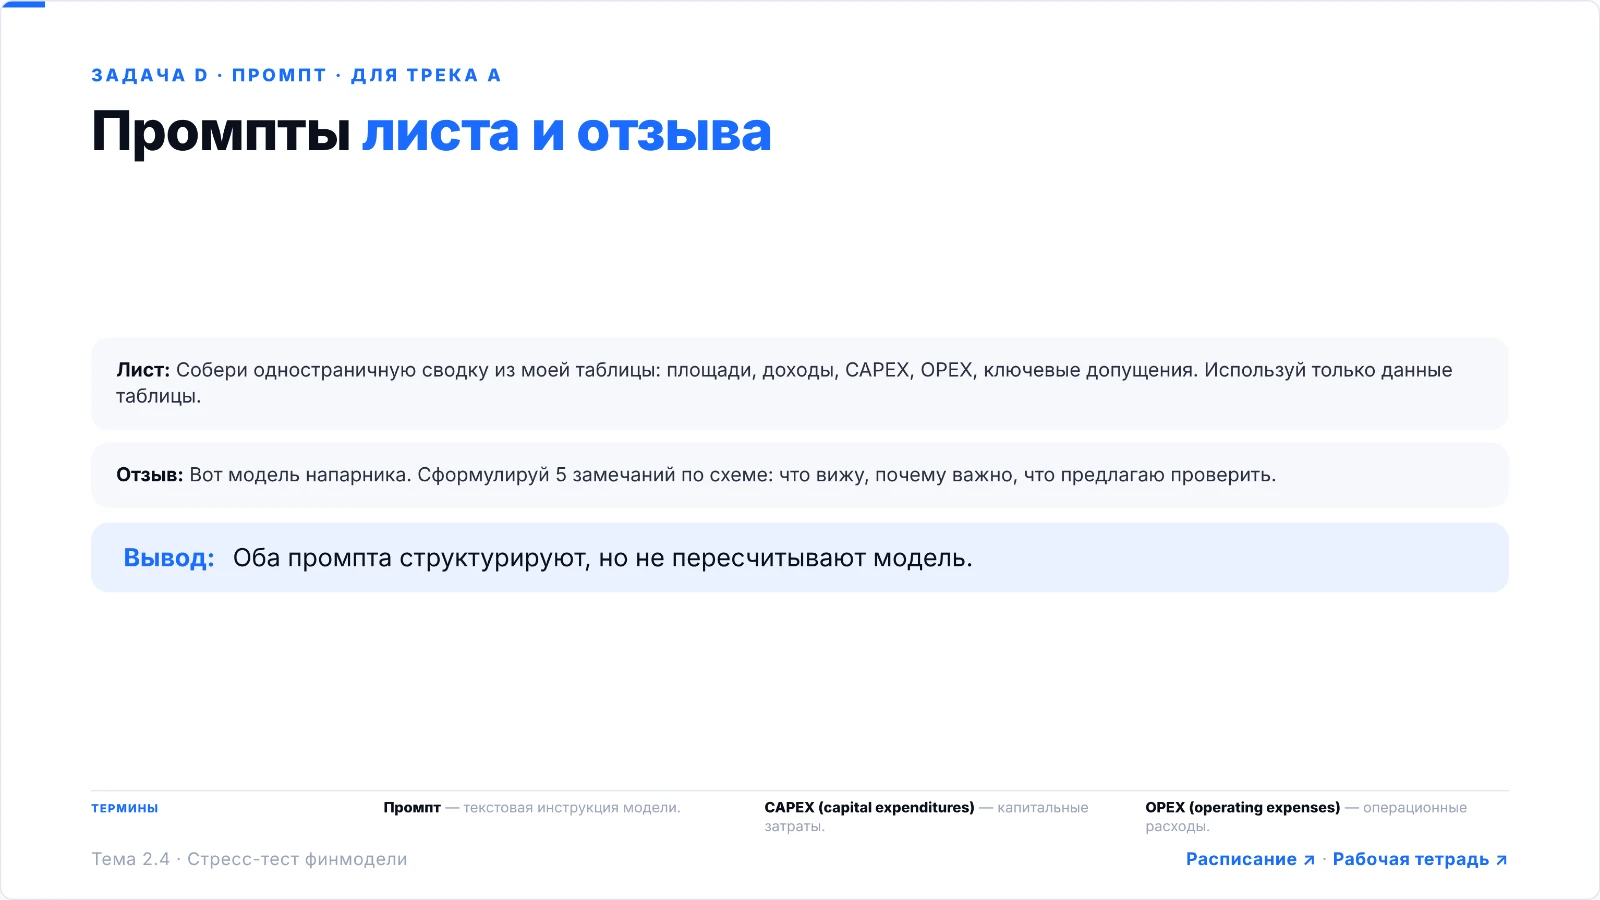 ЗАДАЧА D · ПРОМПТ · ДЛЯ ТРЕКА A
Промпты листа и отзыва
Лист: Собери одностраничную сводку из моей таблицы: площади, доходы, CAPEX, OPEX, ключевые допущения. Используй только данные
таблицы.
Отзыв: Вот модель напарника. Сформулируй 5 замечаний по схеме: что вижу, почему важно, что предлагаю проверить.
Вывод: Оба промпта структурируют, но не пересчитывают модель.
ТЕРМИНЫ
Промпт — текстовая инструкция модели.
CAPEX (capital expenditures) — капитальные
затраты.
OPEX (operating expenses) — операционные
расходы.
Тема 2.4 · Стресс-тест финмодели
Расписание ↗ · Рабочая тетрадь ↗